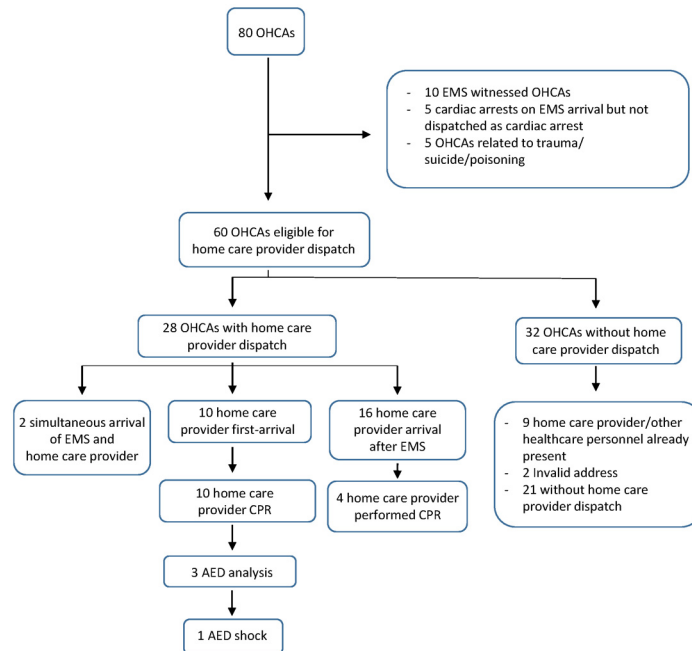 80 OHCAs
- 10 EMS witnessed OHCAs
- 5 cardiac arrests on EMS arrival but not
dispatched as cardiac arrest
- 5 OHCAs related to trauma/
suicide/poisoning
60 OHCAs eligible for
home care provider dispatch
28 OHCAs with home care
provider dispatch
32 OHCAs without home
care provider dispatch
2 simultaneous arrival
of EMS and
home care provider
10 home care
provider first-arrival
16 home care
provider arrival
after EMS
- 9 home care provider/other
healthcare personnel already
present
- 2 Invalid address
- 21 without home care
provider dispatch
10 home care
provider CPR
4 home care provider
performed CPR
3 AED analysis
1 AED shock